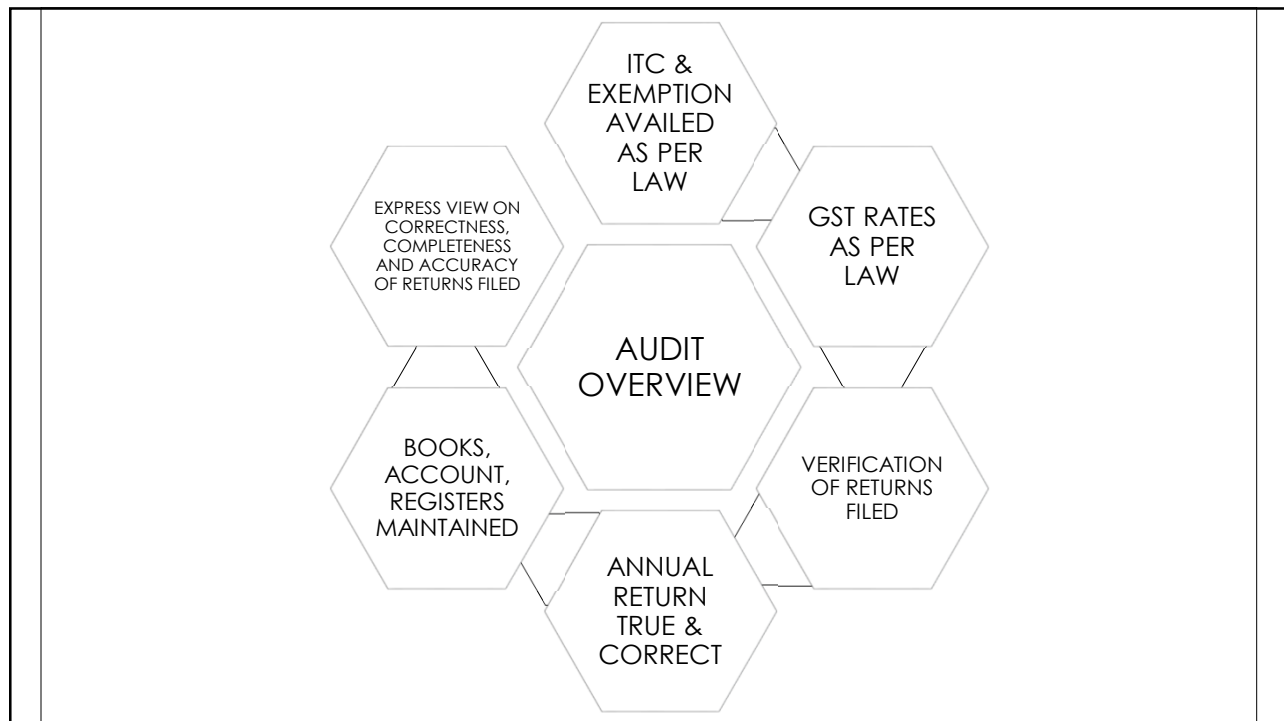 ITC &
EXEMPTION
AVAILED
AS PER
LAW
GST RATES
AS PER
LAW
VERIFICATION
OF RETURNS
FILED
ANNUAL
RETURN
TRUE &
CORRECT
BOOKS,
ACCOUNT,
REGISTERS
MAINTAINED
EXPRESS VIEW ON
CORRECTNESS,
COMPLETENESS
AND ACCURACY
OF RETURNS FILED
AUDIT
OVERVIEW